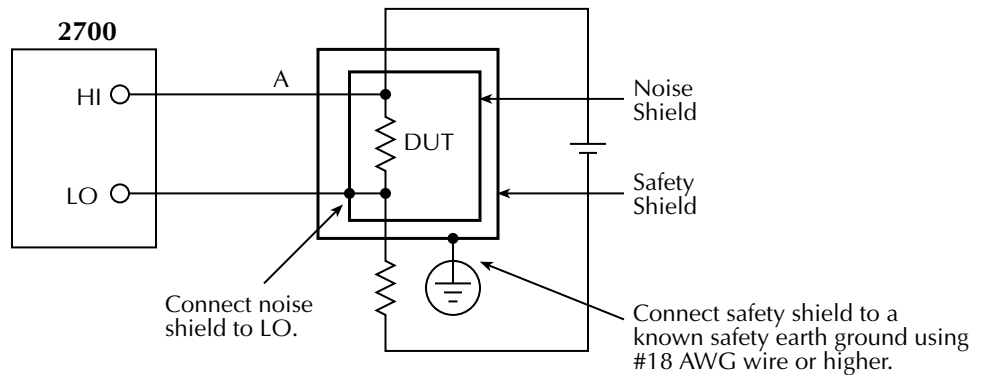 2700
A
HI
Noise
Shield
DUT
LO
Safety
Shield
Connect noise
shield to LO.
Connect safety shield to a
known safety earth ground using
#18 AWG wire or higher.